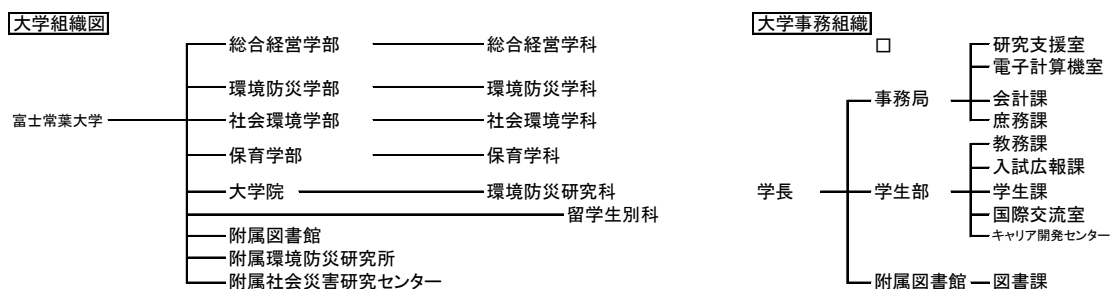 大学組織図
総合経営学部 総合経営学科
環境防災学部 環境防災学科
富士常葉大学
社会環境学部 社会環境学科
保育学部 保育学科
大学院 環境防災研究科
留学生別科
附属図書館
附属環境防災研究所
附属社会災害研究センター
大学事務組織
研究支援室
電子計算機室
事務局
会計課
庶務課
教務課
入試広報課
学長
学生部
学生課
国際交流室
キャリア開発センター
附属図書館 図書課